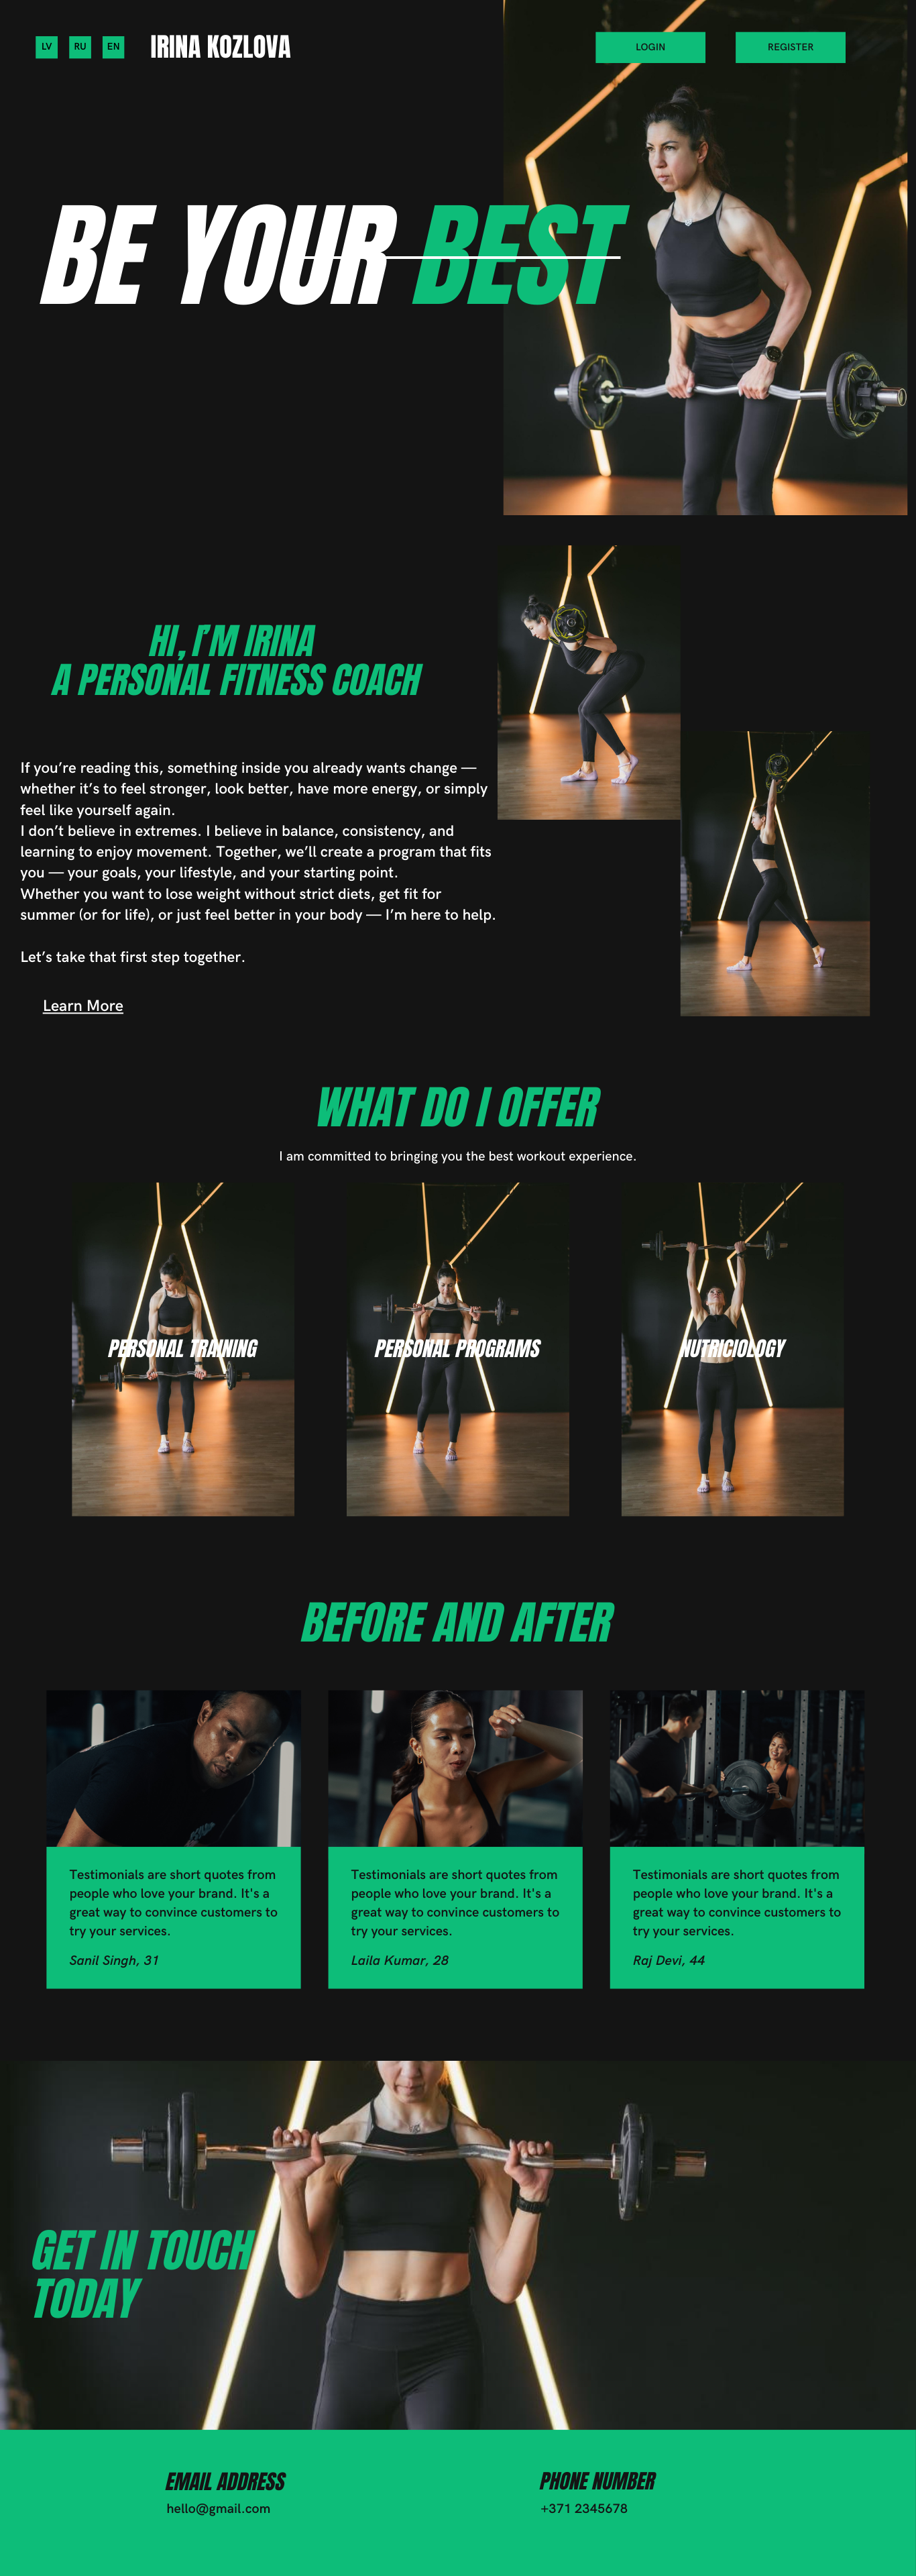 LV RU EN IRINA KOZLOVA LOGIN REGISTER
BE YOUR BEST
HI, I'M IRINA
A PERSONAL FITNESS COACH
If you’re reading this, something inside you already wants change —
whether it’s to feel stronger, look better, have more energy, or simply
feel like yourself again.
I don’t believe in extremes. I believe in balance, consistency, and
learning to enjoy movement. Together, we’ll create a program that fits
you — your goals, your lifestyle, and your starting point.
Whether you want to lose weight without strict diets, get fit for
summer (or for life), or just feel better in your body — I’m here to help.
Let’s take that first step together.
Learn More
WHAT DO I OFFER
I am committed to bringing you the best workout experience.
PERSONAL TRAINING
PERSONAL PROGRAMS
NUTRICIOLOGY
BEFORE AND AFTER
Testimonials are short quotes from
people who love your brand. It's a
great way to convince customers to
try your services.
Sanil Singh, 31
Testimonials are short quotes from
people who love your brand. It's a
great way to convince customers to
try your services.
Laila Kumar, 28
Testimonials are short quotes from
people who love your brand. It's a
great way to convince customers to
try your services.
Raj Devi, 44
GET IN TOUCH
TODAY
EMAIL ADDRESS
hello@gmail.com
PHONE NUMBER
+371 2345678